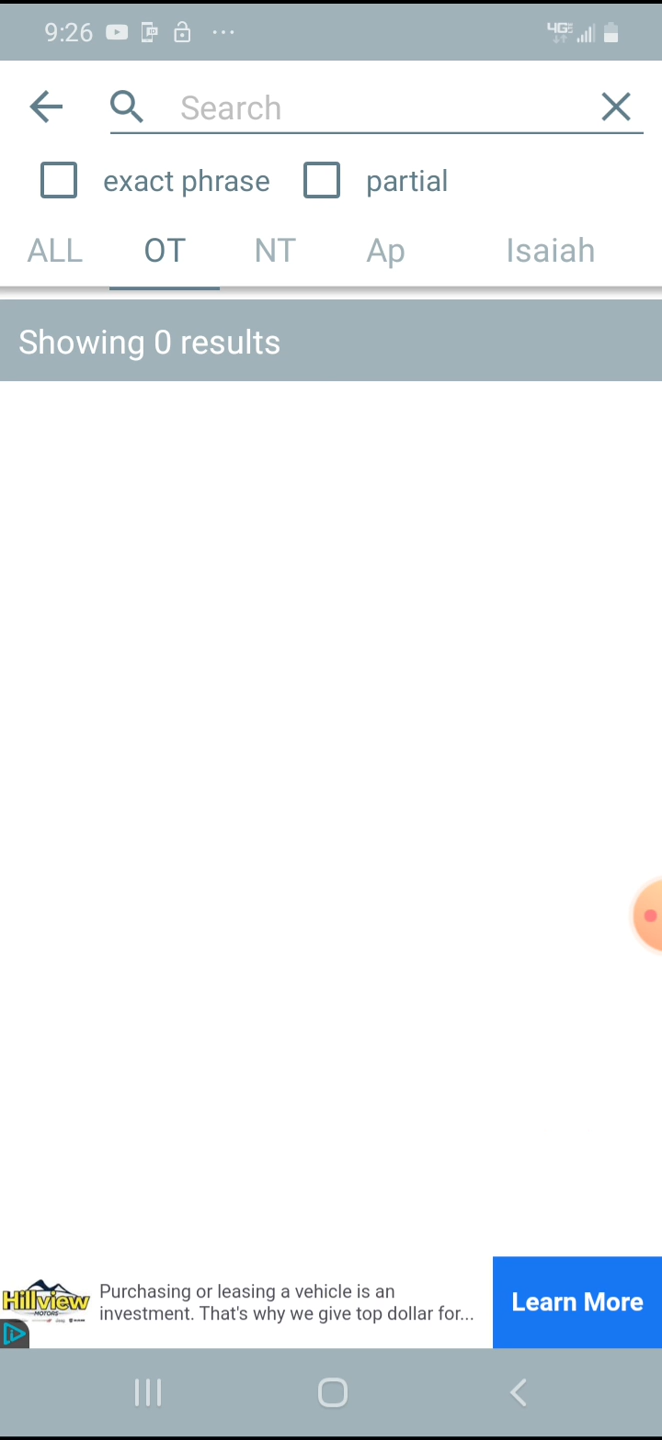 9:26
4GE
Search
exact phrase partial
ALL OT NT Ap Isaiah
Showing 0 results
Hillview
MOTORS
Purchasing or leasing a vehicle is an
investment. That's why we give top dollar for...
Learn More